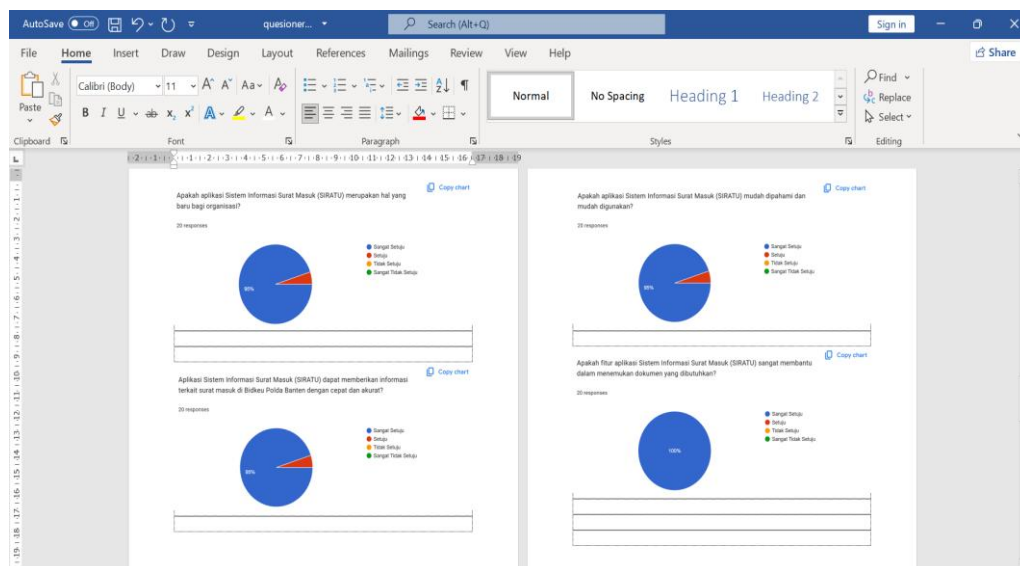 AutoSave Off quesioner... Search (Alt+Q) Sign in
File Home Insert Draw Design Layout References Mailings Review View Help Share
Paste Calibri (Body) 11 A A Aa A Normal No Spacing Heading 1 Heading 2 Find
B I U ab x₂ x² A A Replace
Select
Clipboard Font Paragraph Styles Editing
Copy chart
Apakah aplikasi Sistem Informasi Surat Masuk (SIRATU) merupakan hal yang
baru bagi organisasi?
20 responses
Sangat Setuju
Setuju
Tidak Setuju
Sangat Tidak Setuju
Copy chart
Aplikasi Sistem Informasi Surat Masuk (SIRATU) dapat memberikan informasi
terkait surat masuk di Bidkeu Polda Banten dengan cepat dan akurat?
20 responses
Sangat Setuju
Setuju
Tidak Setuju
Sangat Tidak Setuju
Copy chart
Apakah aplikasi Sistem Informasi Surat Masuk (SIRATU) mudah dipahami dan
mudah digunakan?
responses
Sangat Setuju
Setuju
Tidak Setuju
Sangat Tidak Setuju
Copy chart
Apakah fitur aplikasi Sistem Informasi Surat Masuk (SIRATU) sangat membantu
dalam menemukan dokumen yang dibutuhkan?
20 responses
Sangat Setuju
Setuju
Tidak Setuju
Sangat Tidak Setuju
100%